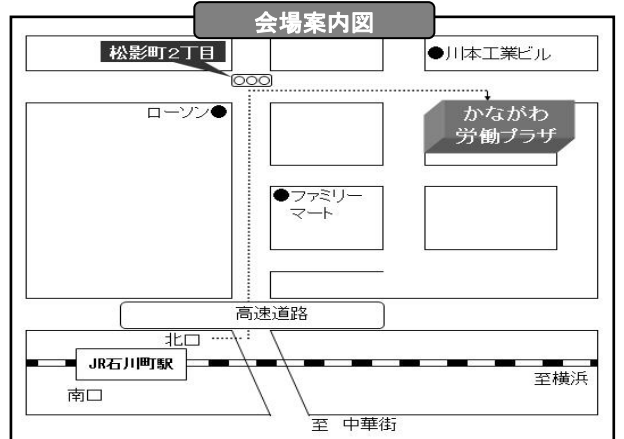 会場案内図
松影町2丁目
●川本工業ビル
ローソン●
かながわ
労働プラザ
●ファミリー
マート
高速道路
北口
JR石川町駅
至横浜
南口
至 中華街